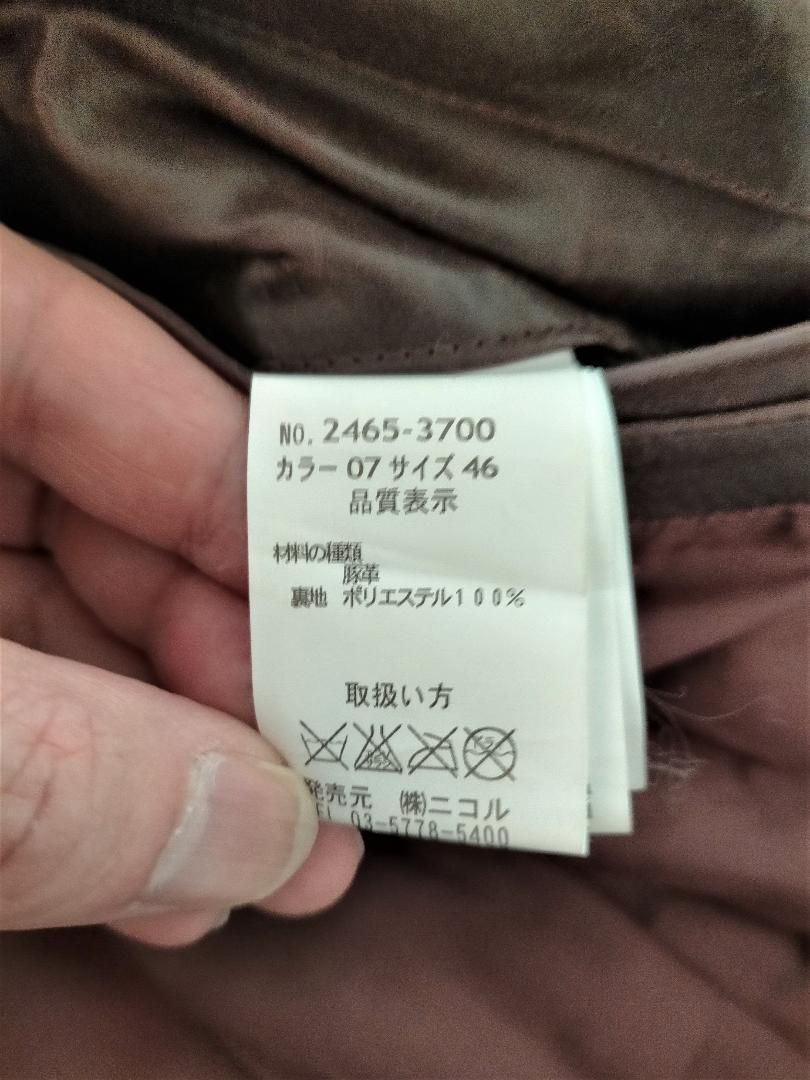 NO. 2465-3700
カラー 07 サイズ 46
品質表示
材料の種類
豚革
裏地 ポリエステル100%
取扱い方
発売元 ㈱ニコル
TEL 03-5778-5400